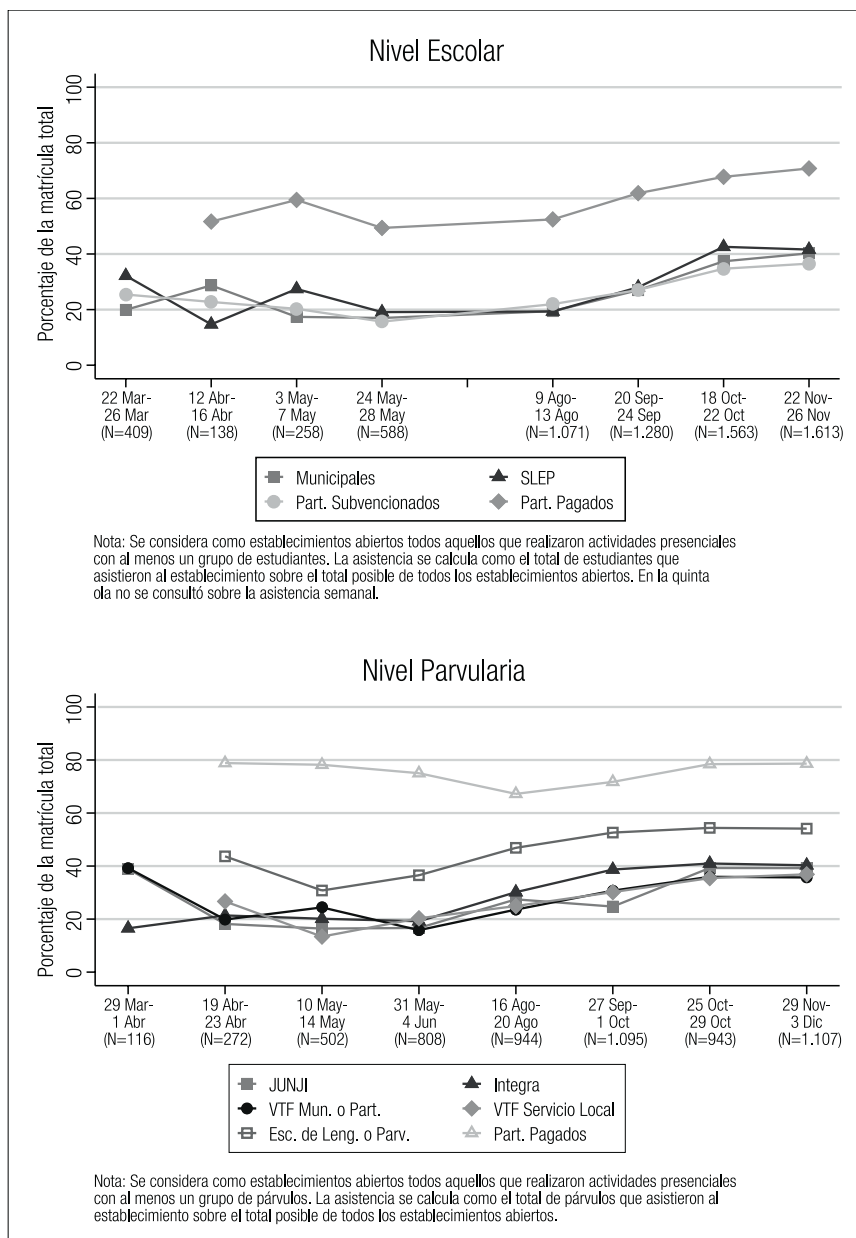 Nivel Escolar
Porcentaje de la matrícula total
100
80
60
40
20
0
22 Mar- 12 Abr- 3 May- 24 May- 9 Ago- 20 Sep- 18 Oct- 22 Nov-
26 Mar 16 Abr 7 May 28 May 13 Ago 24 Sep 22 Oct 26 Nov
(N=409) (N=138) (N=258) (N=588) (N=1.071) (N=1.280) (N=1.563) (N=1.613)
Municipales SLEP
Part. Subvencionados Part. Pagados
Nota: Se considera como establecimientos abiertos todos aquellos que realizaron actividades presenciales
con al menos un grupo de estudiantes. La asistencia se calcula como el total de estudiantes que
asistieron al establecimiento sobre el total posible de todos los establecimientos abiertos. En la quinta
ola no se consultó sobre la asistencia semanal.
Nivel Parvularia
Porcentaje de la matrícula total
100
80
60
40
20
0
29 Mar- 19 Abr- 10 May- 31 May- 16 Ago- 27 Sep- 25 Oct- 29 Nov-
1 Abr 23 Abr 14 May 4 Jun 20 Ago 1 Oct 29 Oct 3 Dic
(N=116) (N=272) (N=502) (N=808) (N=944) (N=1.095) (N=943) (N=1.107)
JUNJI Integra
VTF Mun. o Part. VTF Servicio Local
Esc. de Leng. o Parv. Part. Pagados
Nota: Se considera como establecimientos abiertos todos aquellos que realizaron actividades presenciales
con al menos un grupo de párvulos. La asistencia se calcula como el total de párvulos que asistieron al
establecimiento sobre el total posible de todos los establecimientos abiertos.